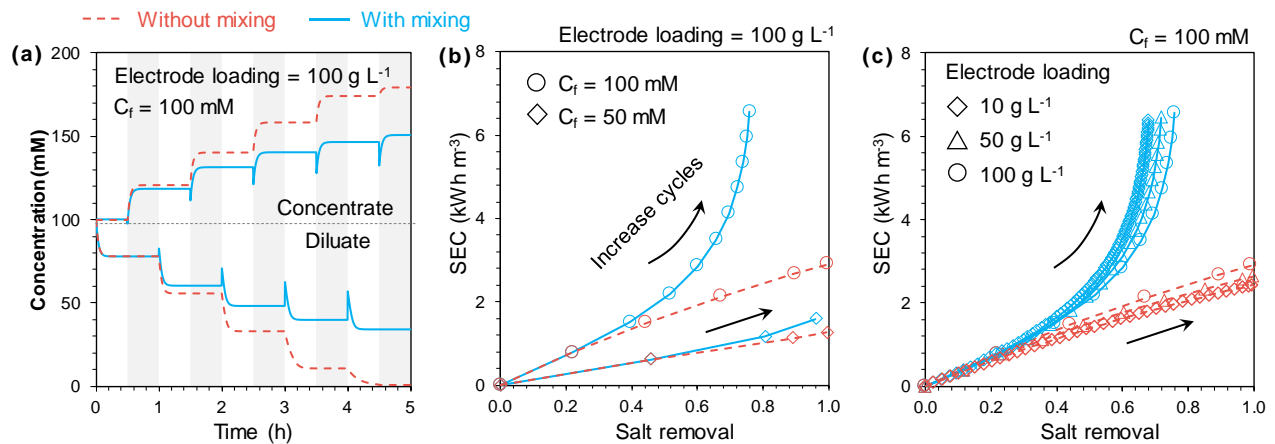 Without mixing
With mixing
(a)
Electrode loading = 100 g L⁻¹
C_f = 100 mM
Concentrate
Diluate
Concentration (mM)
200
150
100
50
0
0
1
2
3
4
5
Time (h)
(b)
Electrode loading = 100 g L⁻¹
C_f = 100 mM
C_f = 50 mM
Increase cycles
SEC (kWh m⁻³)
8
6
4
2
0
0.0
0.2
0.4
0.6
0.8
1.0
Salt removal
(c)
C_f = 100 mM
Electrode loading
10 g L⁻¹
50 g L⁻¹
100 g L⁻¹
SEC (kWh m⁻³)
8
6
4
2
0
0.0
0.2
0.4
0.6
0.8
1.0
Salt removal